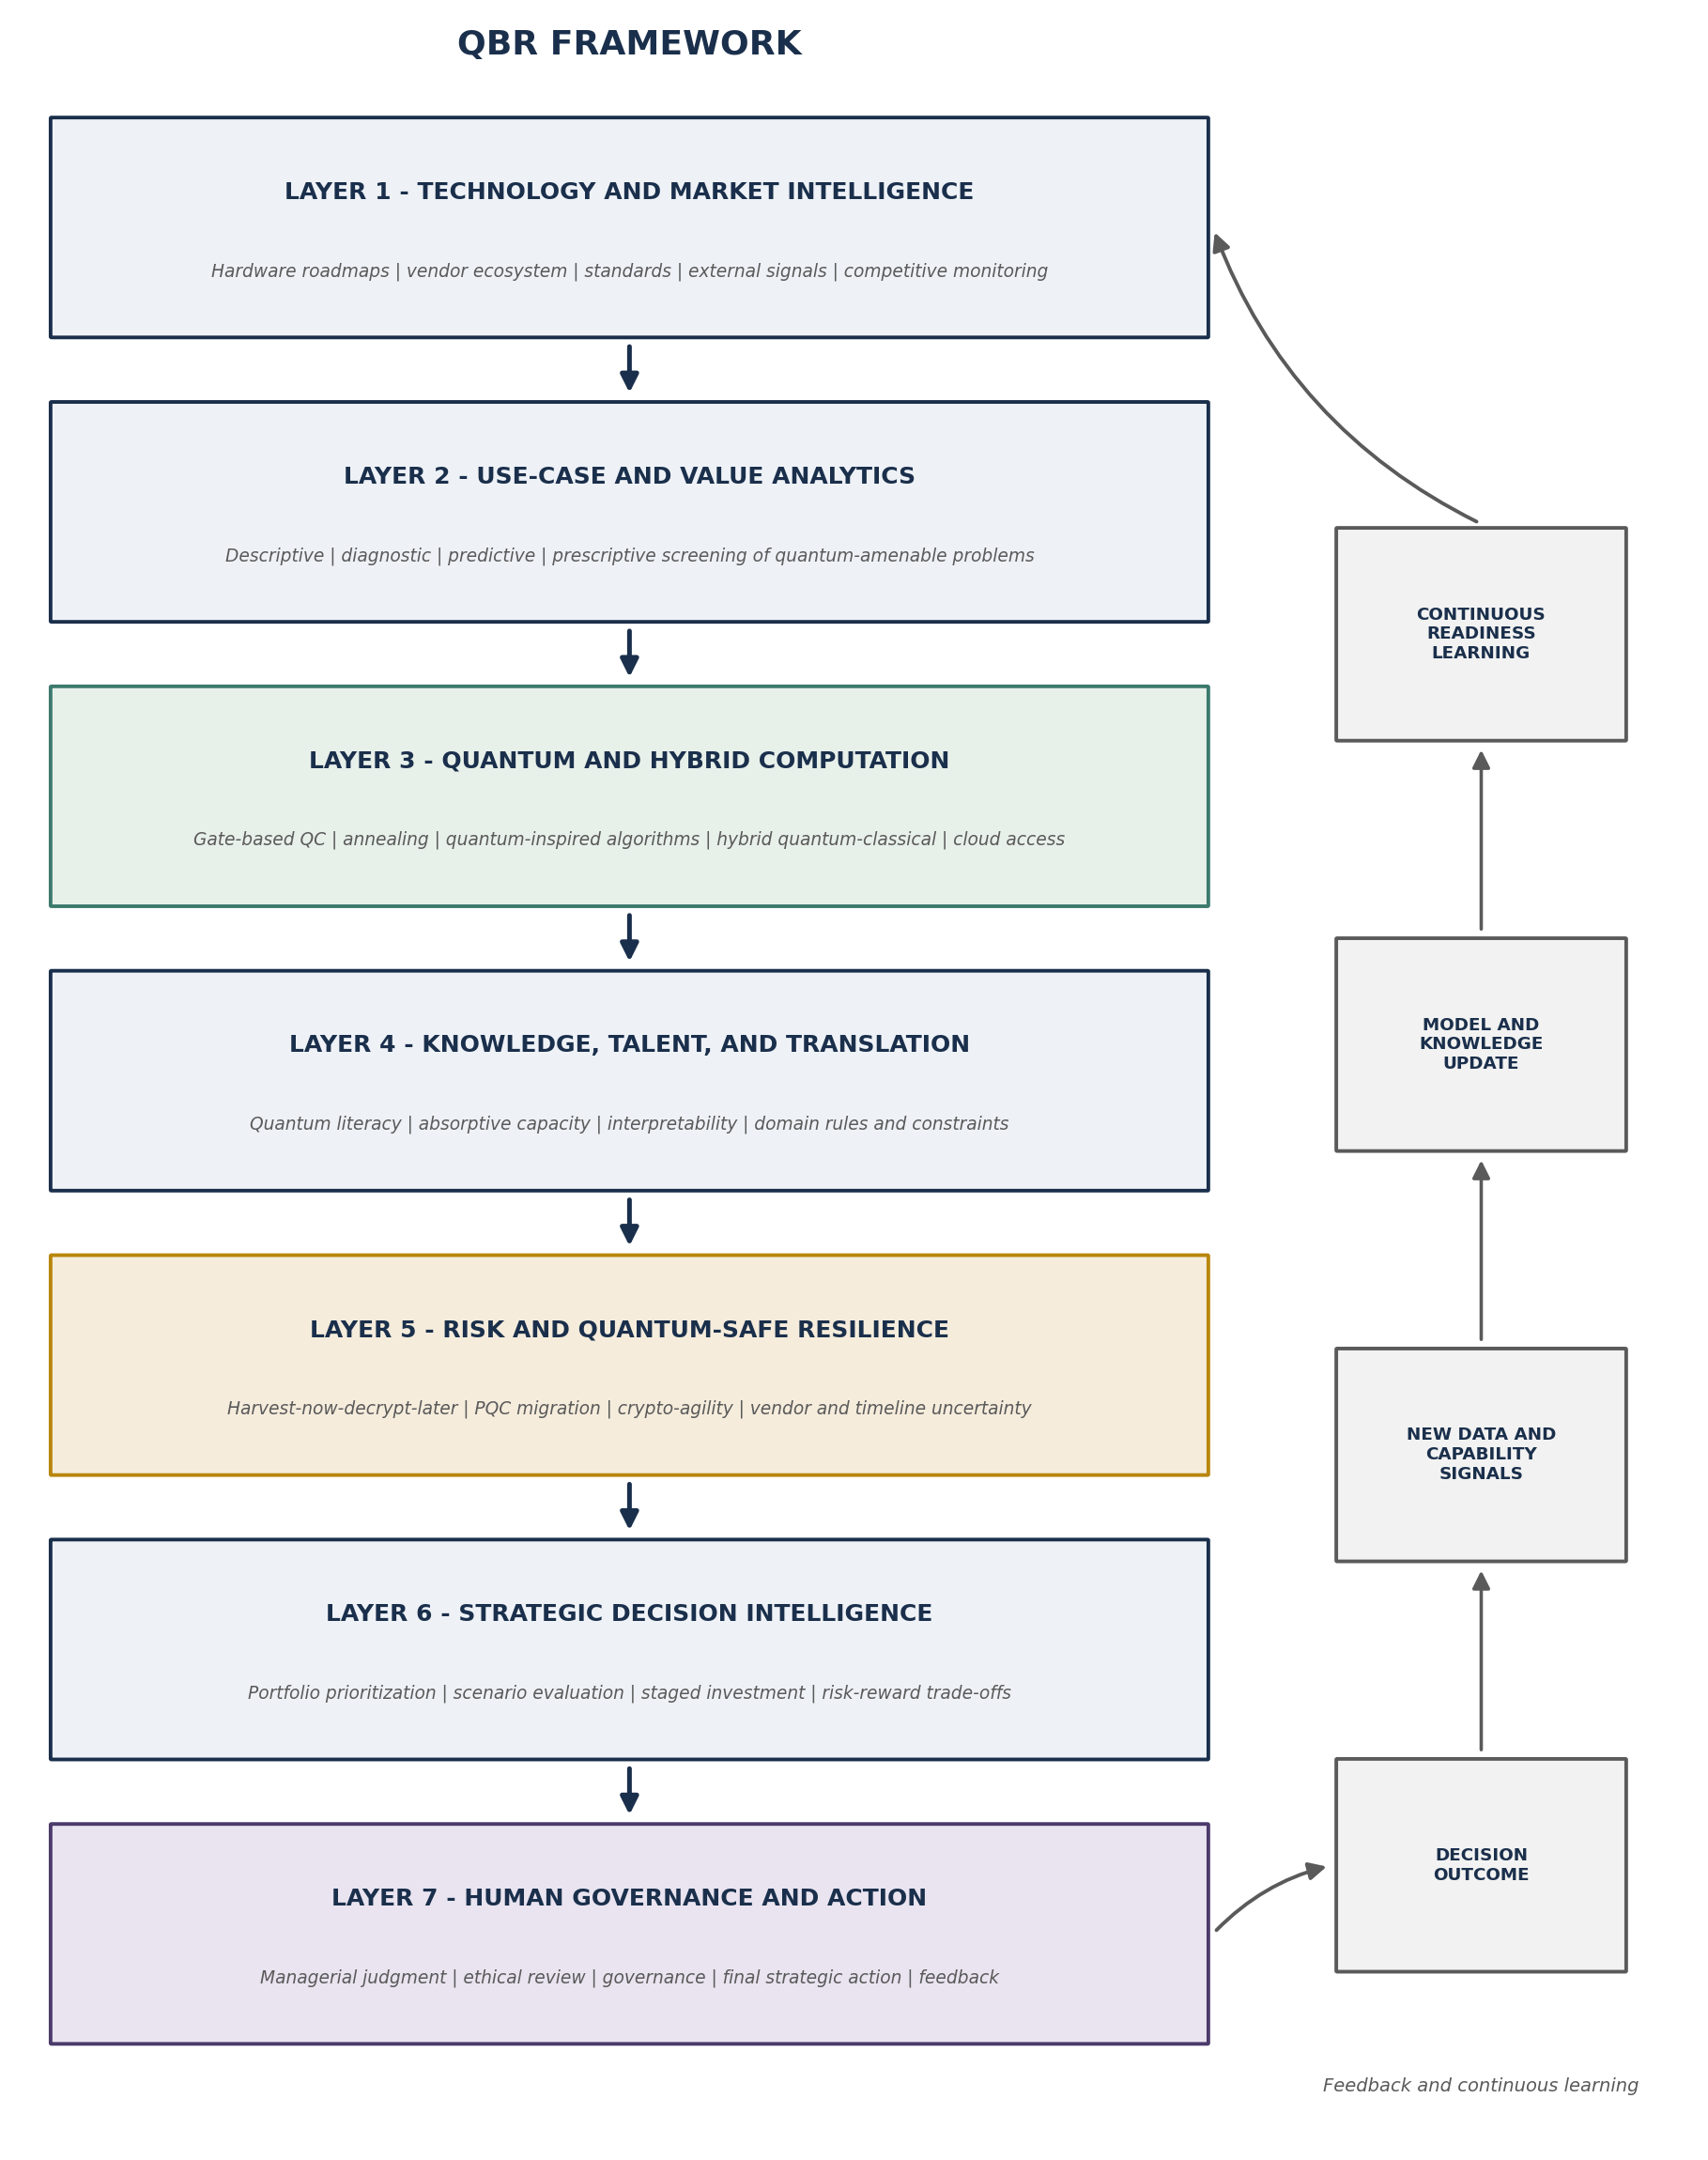 QBR FRAMEWORK
LAYER 1 - TECHNOLOGY AND MARKET INTELLIGENCE
Hardware roadmaps | vendor ecosystem | standards | external signals | competitive monitoring
LAYER 2 - USE-CASE AND VALUE ANALYTICS
Descriptive | diagnostic | predictive | prescriptive screening of quantum-amenable problems
LAYER 3 - QUANTUM AND HYBRID COMPUTATION
Gate-based QC | annealing | quantum-inspired algorithms | hybrid quantum-classical | cloud access
LAYER 4 - KNOWLEDGE, TALENT, AND TRANSLATION
Quantum literacy | absorptive capacity | interpretability | domain rules and constraints
LAYER 5 - RISK AND QUANTUM-SAFE RESILIENCE
Harvest-now-decrypt-later | PQC migration | crypto-agility | vendor and timeline uncertainty
LAYER 6 - STRATEGIC DECISION INTELLIGENCE
Portfolio prioritization | scenario evaluation | staged investment | risk-reward trade-offs
LAYER 7 - HUMAN GOVERNANCE AND ACTION
Managerial judgment | ethical review | governance | final strategic action | feedback
DECISION
OUTCOME
NEW DATA AND
CAPABILITY
SIGNALS
MODEL AND
KNOWLEDGE
UPDATE
CONTINUOUS
READINESS
LEARNING
Feedback and continuous learning